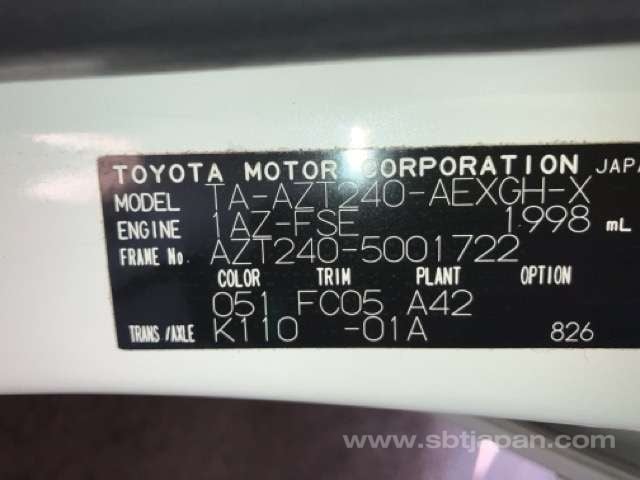 TOYOTA MOTOR CORPORATION JAPA
MODEL TA-AZT240-AEXGH-X
ENGINE 1AZ-FSE 1998 mL
FRAME No. AZT240-5001722
COLOR TRIM PLANT OPTION
051 FC05 A42
TRANS/AXLE K110 -01A 826
www.sbtjapan.com